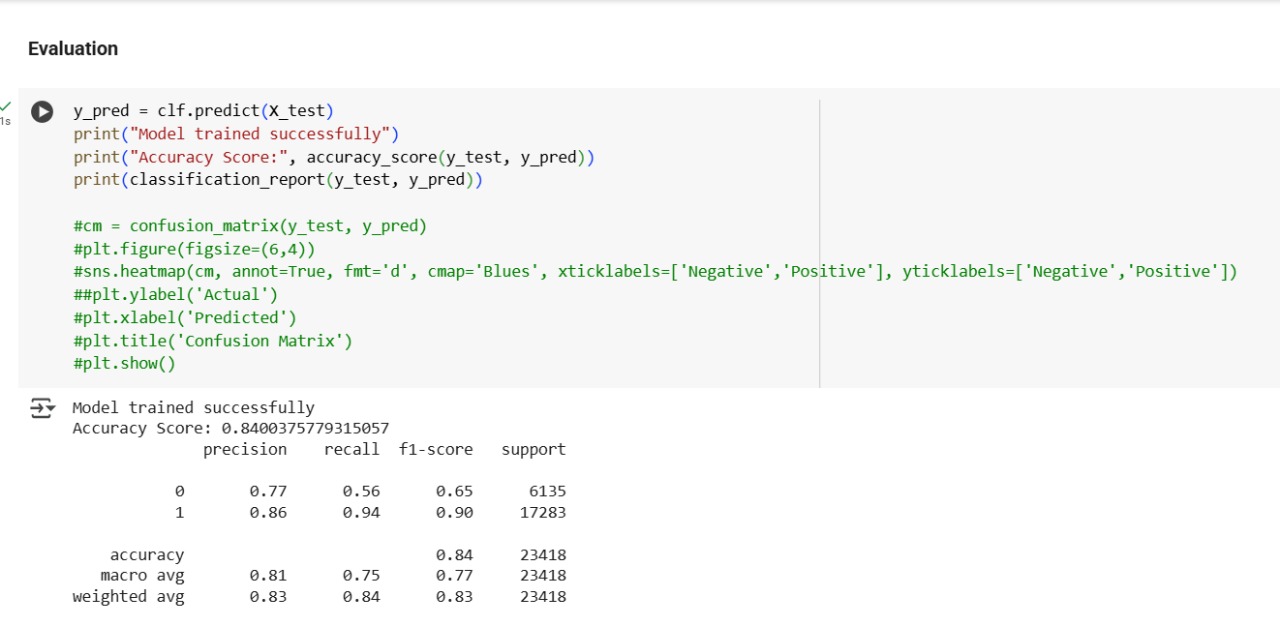 Evaluation
1s
y_pred = clf.predict(X_test)
print("Model trained successfully")
print("Accuracy Score:", accuracy_score(y_test, y_pred))
print(classification_report(y_test, y_pred))
#cm = confusion_matrix(y_test, y_pred)
#plt.figure(figsize=(6,4))
#sns.heatmap(cm, annot=True, fmt='d', cmap='Blues', xticklabels=['Negative','Positive'], yticklabels=['Negative','Positive'])
##plt.ylabel('Actual')
#plt.xlabel('Predicted')
#plt.title('Confusion Matrix')
#plt.show()
Model trained successfully
Accuracy Score: 0.8400375779315057
precision recall f1-score support
0 0.77 0.56 0.65 6135
1 0.86 0.94 0.90 17283
accuracy 0.84 23418
macro avg 0.81 0.75 0.77 23418
weighted avg 0.83 0.84 0.83 23418